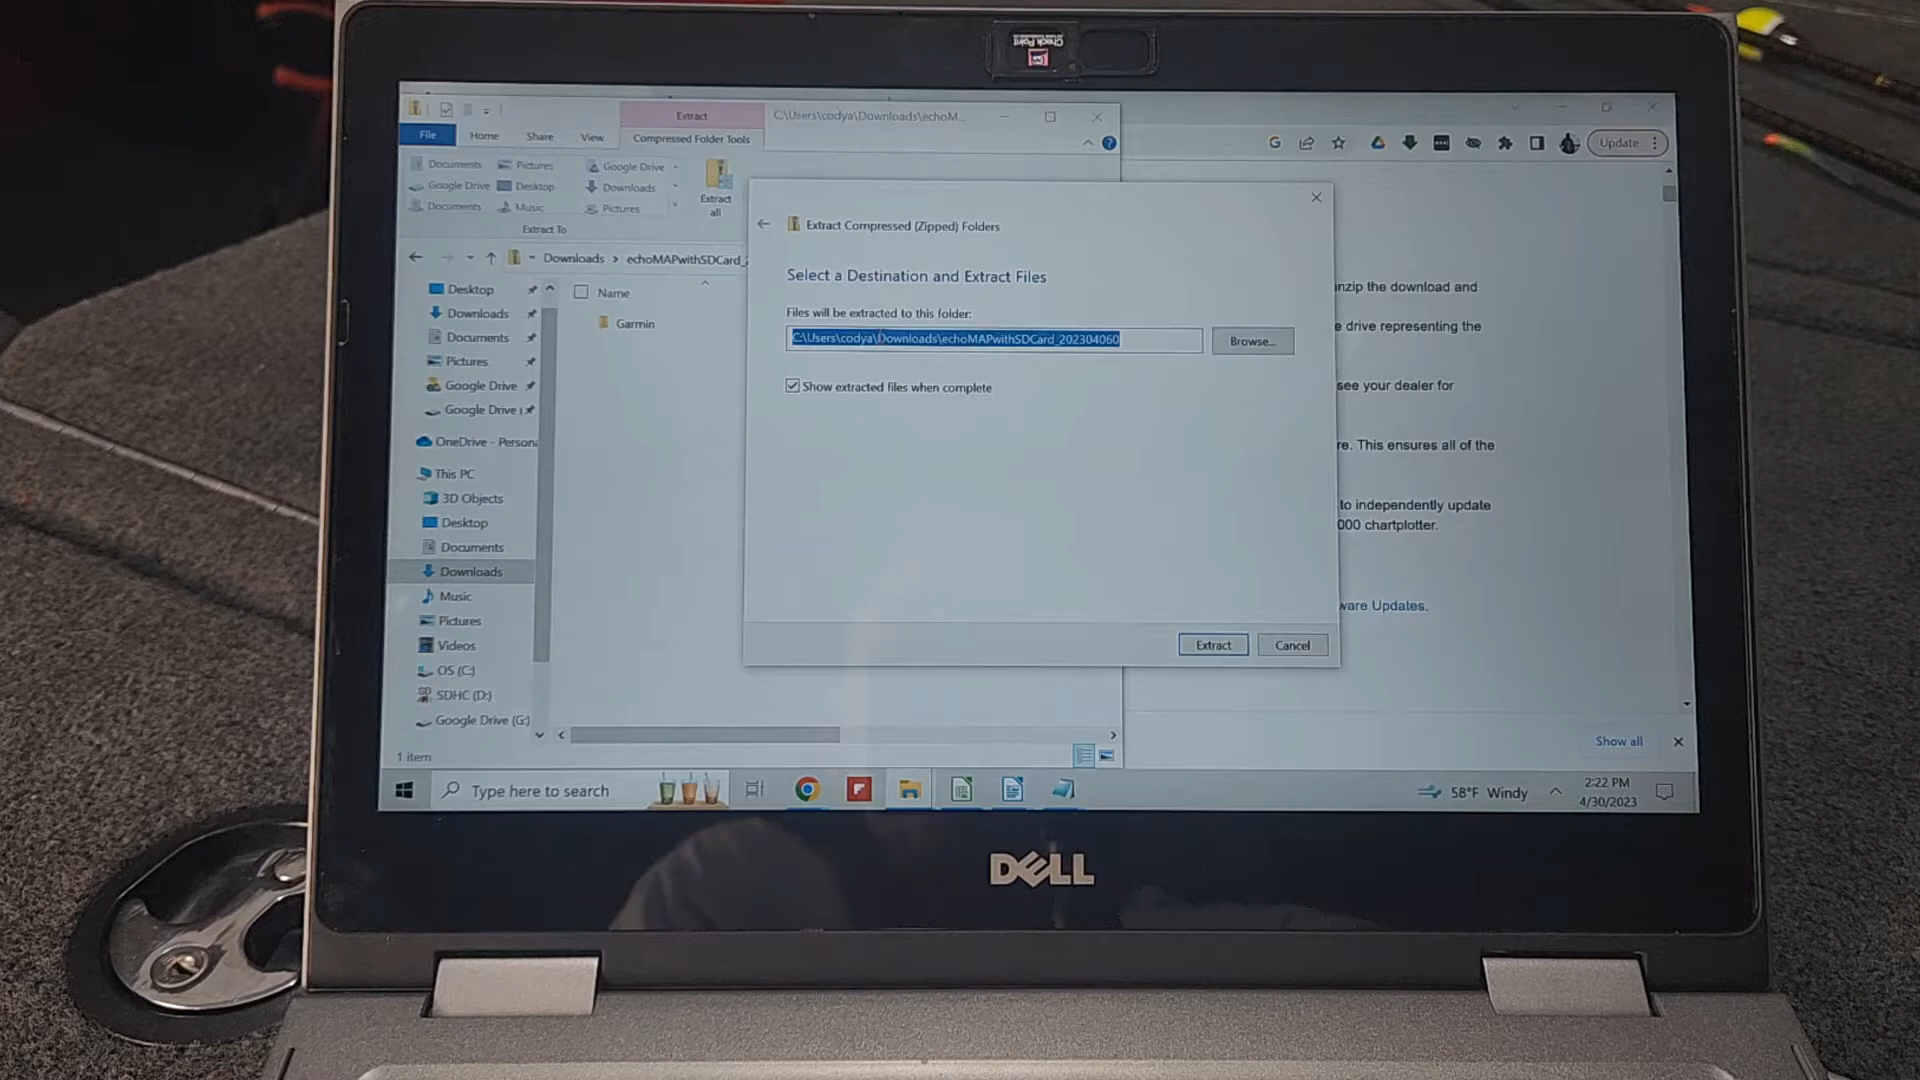 Check Point
Extract
C:\Users\codya\Downloads\echoM...
File
Home
Share
View
Compressed Folder Tools
Update
Documents
Pictures
Google Drive
Google Drive
Desktop
Downloads
Documents
Music
Pictures
Extract all
Extract To
Downloads > echoMAPwithSDCard_2
Name
Garmin
Desktop
Downloads
Documents
Pictures
Google Drive
Google Drive (
OneDrive - Persona
This PC
3D Objects
Desktop
Documents
Downloads
Music
Pictures
Videos
OS (C:)
SDHC (D:)
Google Drive (G:)
1 item
Extract Compressed (Zipped) Folders
Select a Destination and Extract Files
Files will be extracted to this folder:
C:\Users\codya\Downloads\echoMAPwithSDCard_202304060
Browse...
Show extracted files when complete
Extract
Cancel
unzip the download and
e drive representing the
see your dealer for
re. This ensures all of the
to independently update
000 chartplotter.
ware Updates.
Show all
Type here to search
58°F Windy
2:22 PM
4/30/2023
DELL